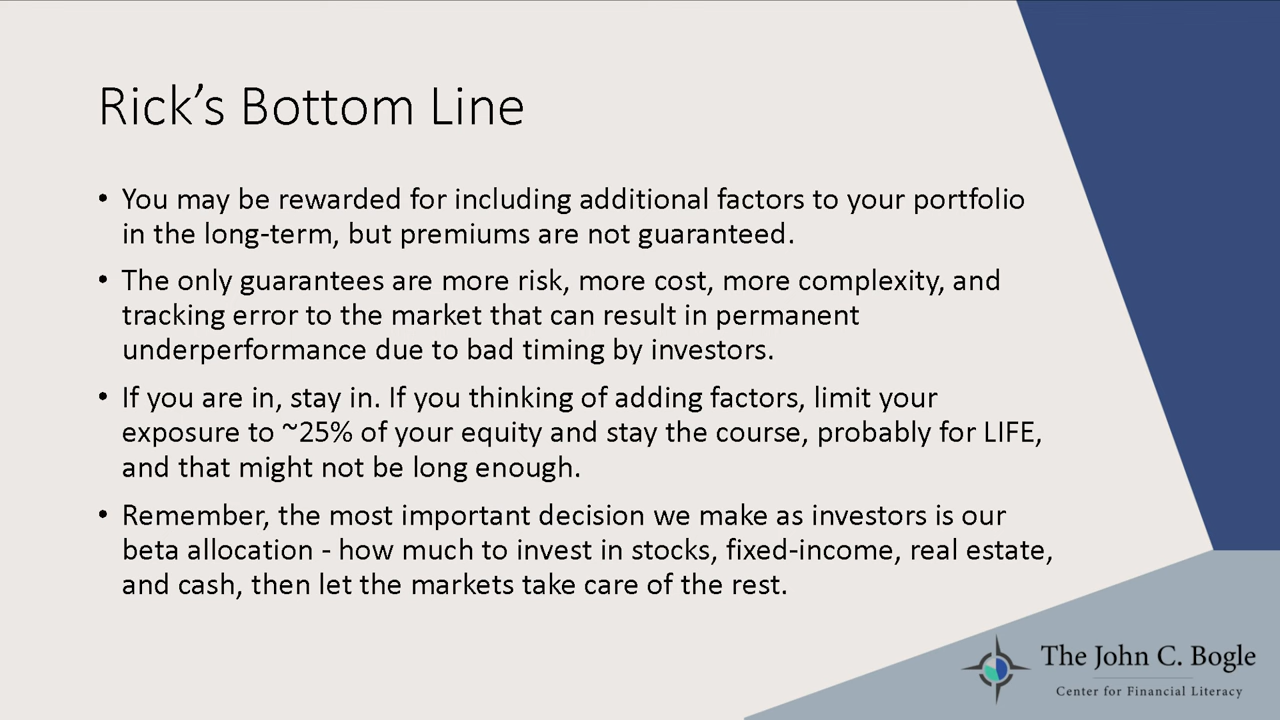 Rick’s Bottom Line
• You may be rewarded for including additional factors to your portfolio
in the long-term, but premiums are not guaranteed.
• The only guarantees are more risk, more cost, more complexity, and
tracking error to the market that can result in permanent
underperformance due to bad timing by investors.
• If you are in, stay in. If you thinking of adding factors, limit your
exposure to ~25% of your equity and stay the course, probably for LIFE,
and that might not be long enough.
• Remember, the most important decision we make as investors is our
beta allocation - how much to invest in stocks, fixed-income, real estate,
and cash, then let the markets take care of the rest.
The John C. Bogle
Center for Financial Literacy